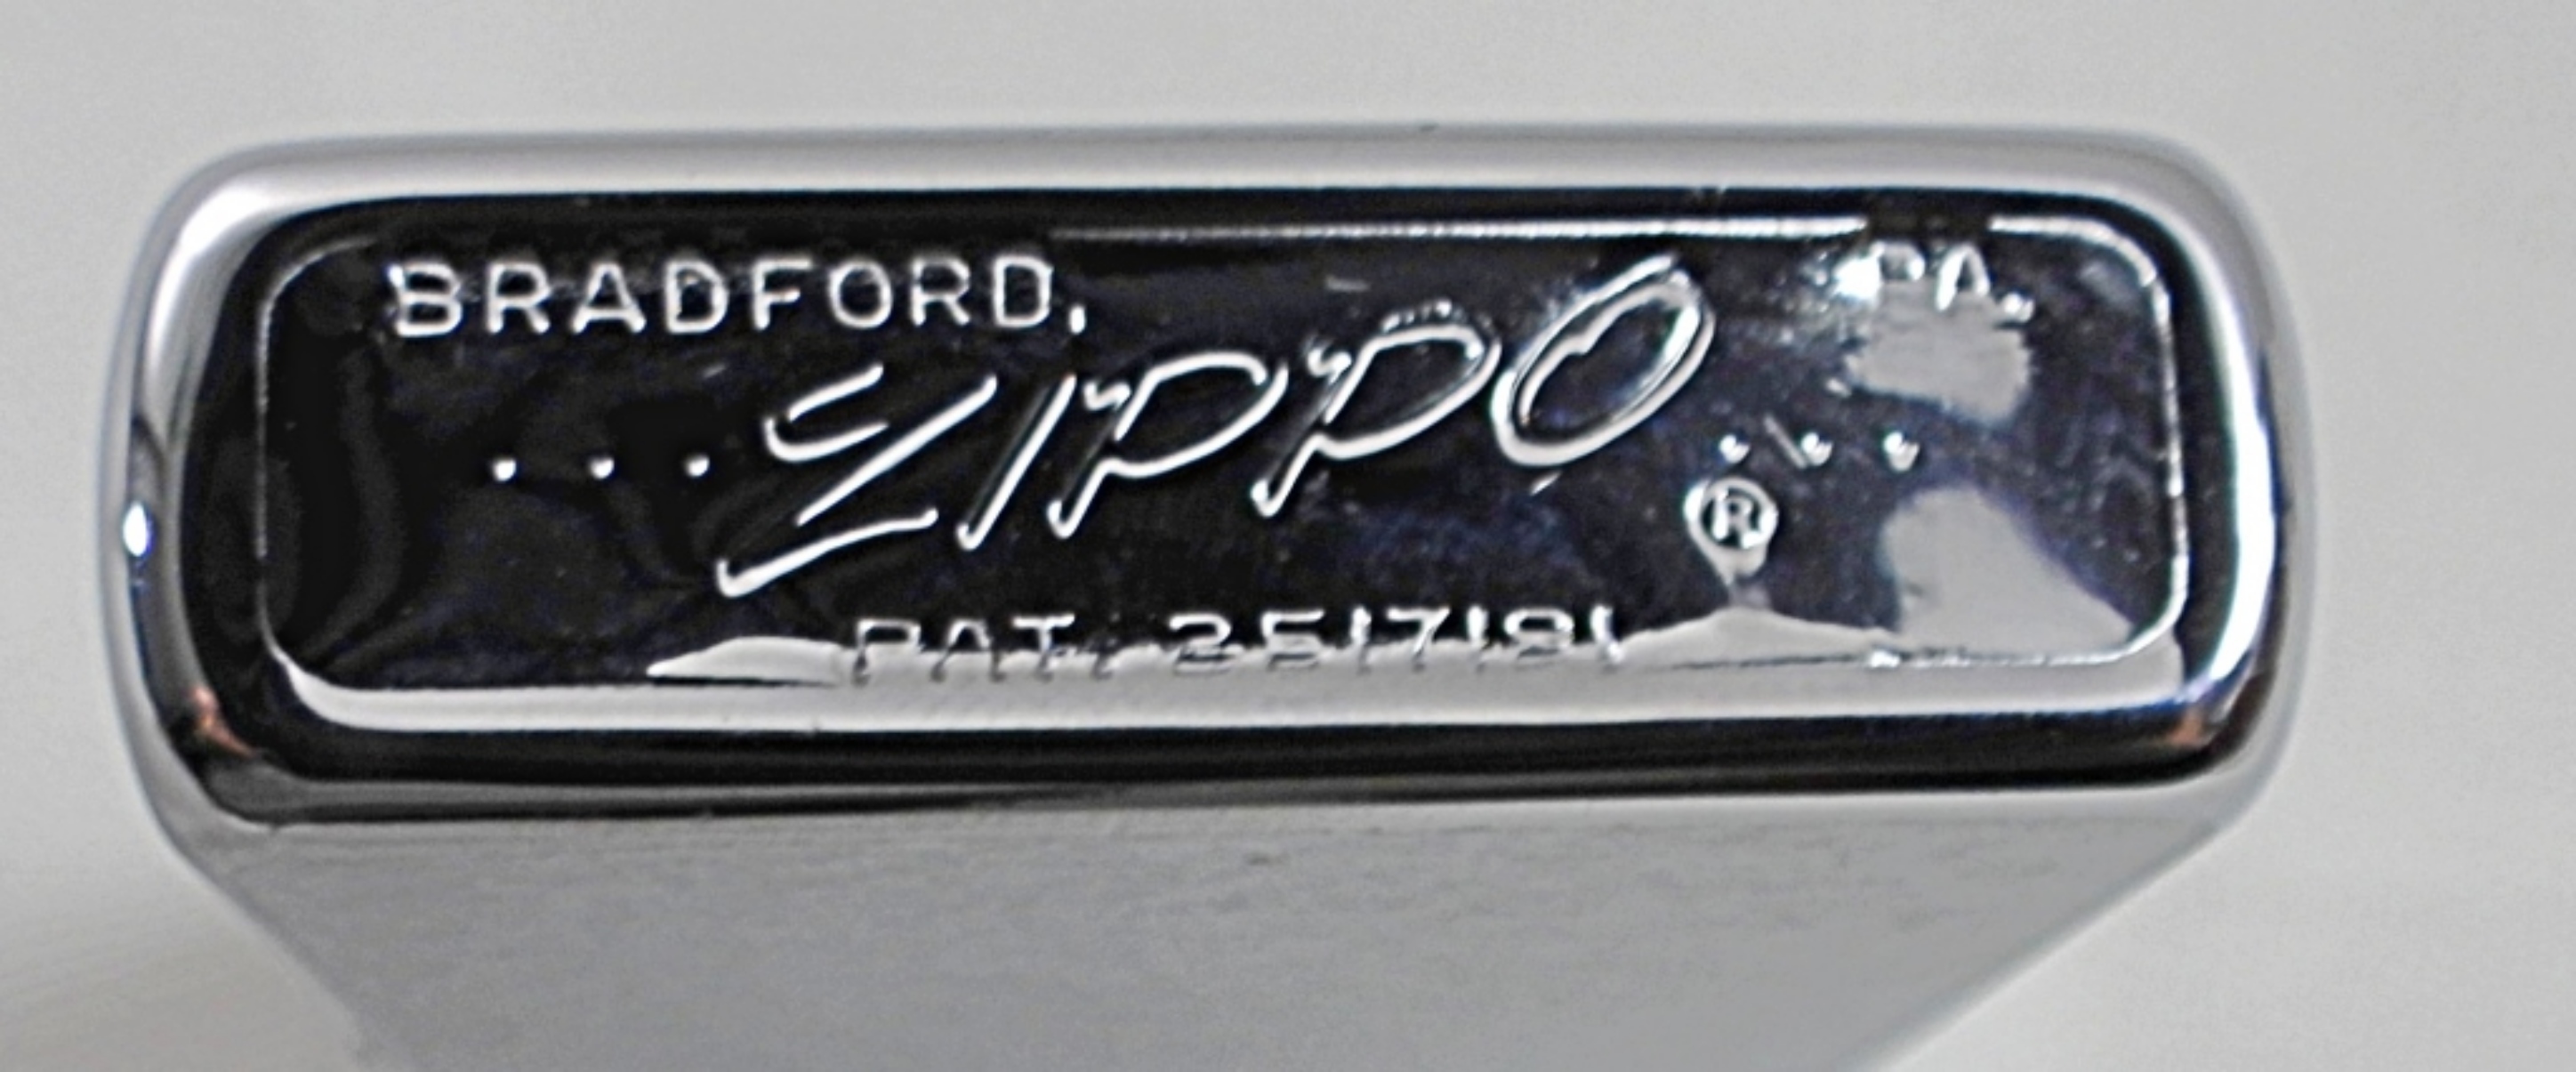 BRADFORD, PA.
... ZIPPO ...
®
PAT. 2517191